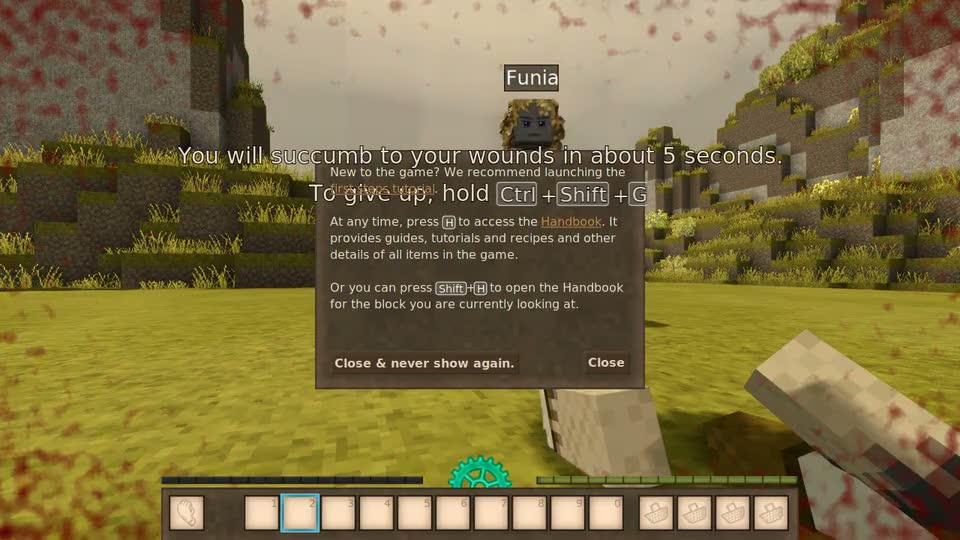 Funia
You will succumb to your wounds in about 5 seconds.
New to the game? We recommend launching the
first steps tutorial.
To give up, hold Ctrl + Shift + G
At any time, press H to access the Handbook. It
provides guides, tutorials and recipes and other
details of all items in the game.
Or you can press Shift + H to open the Handbook
for the block you are currently looking at.
Close & never show again.
Close
1 2 3 4 5 6 7 8 9 0